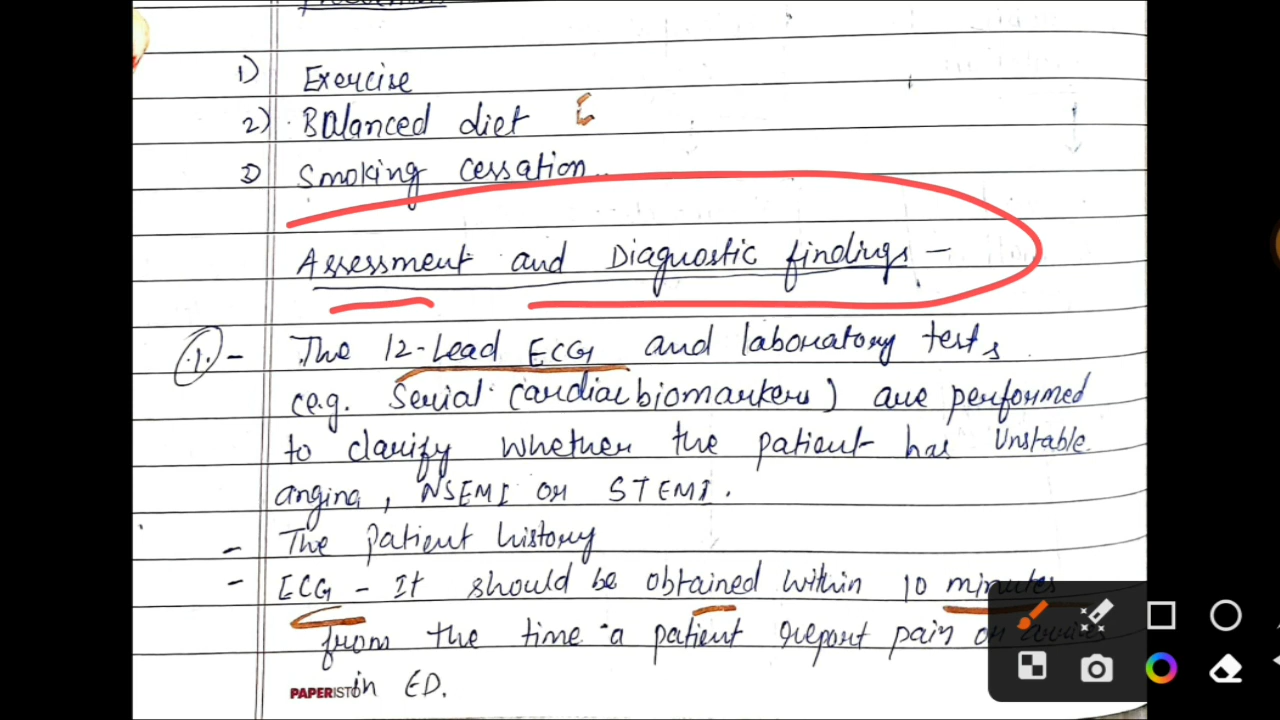 1) Exercise
2) Balanced diet
3) Smoking cessation..
Assessment and Diagnostic findings -
1. - The 12-Lead ECG and laboratory tests
(e.g. Serial Cardiac biomarkers) are performed
to clarify whether the patient has Unstable
angina, NSEMI or STEMI.
- The patient history
- ECG - It should be obtained within 10 minutes
from the time a patient report pain or
PAPERISTO
in ED.